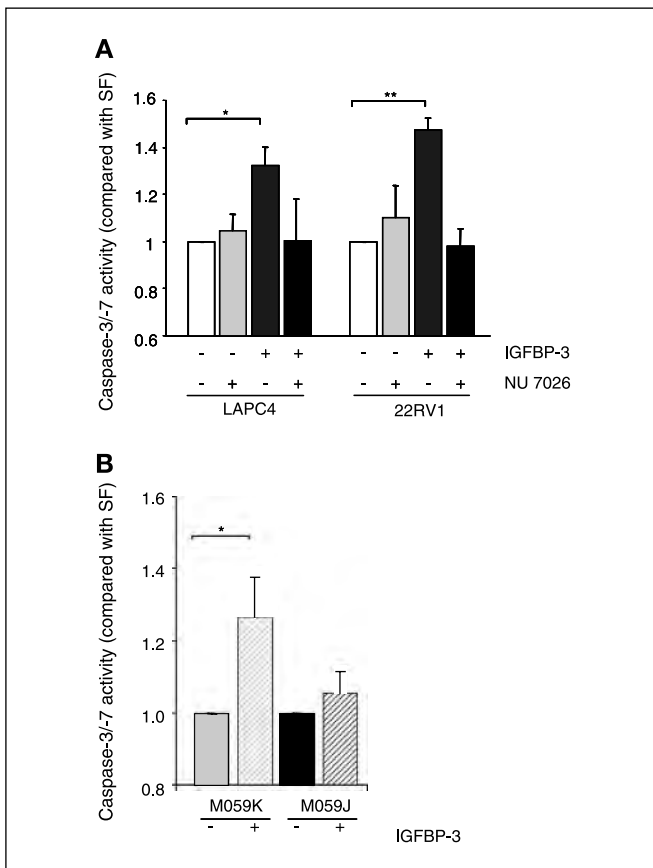 A
Caspase-3/-7 activity (compared with SF)
1.6
1.4
1.2
1
0.8
0.6
*
**
- - + + - - + + IGFBP-3
- + - + - + - + NU 7026
LAPC4 22RV1
B
Caspase-3/-7 activity (compared with SF)
1.6
1.4
1.2
1.0
0.8
*
M059K M059J
- + - + IGFBP-3